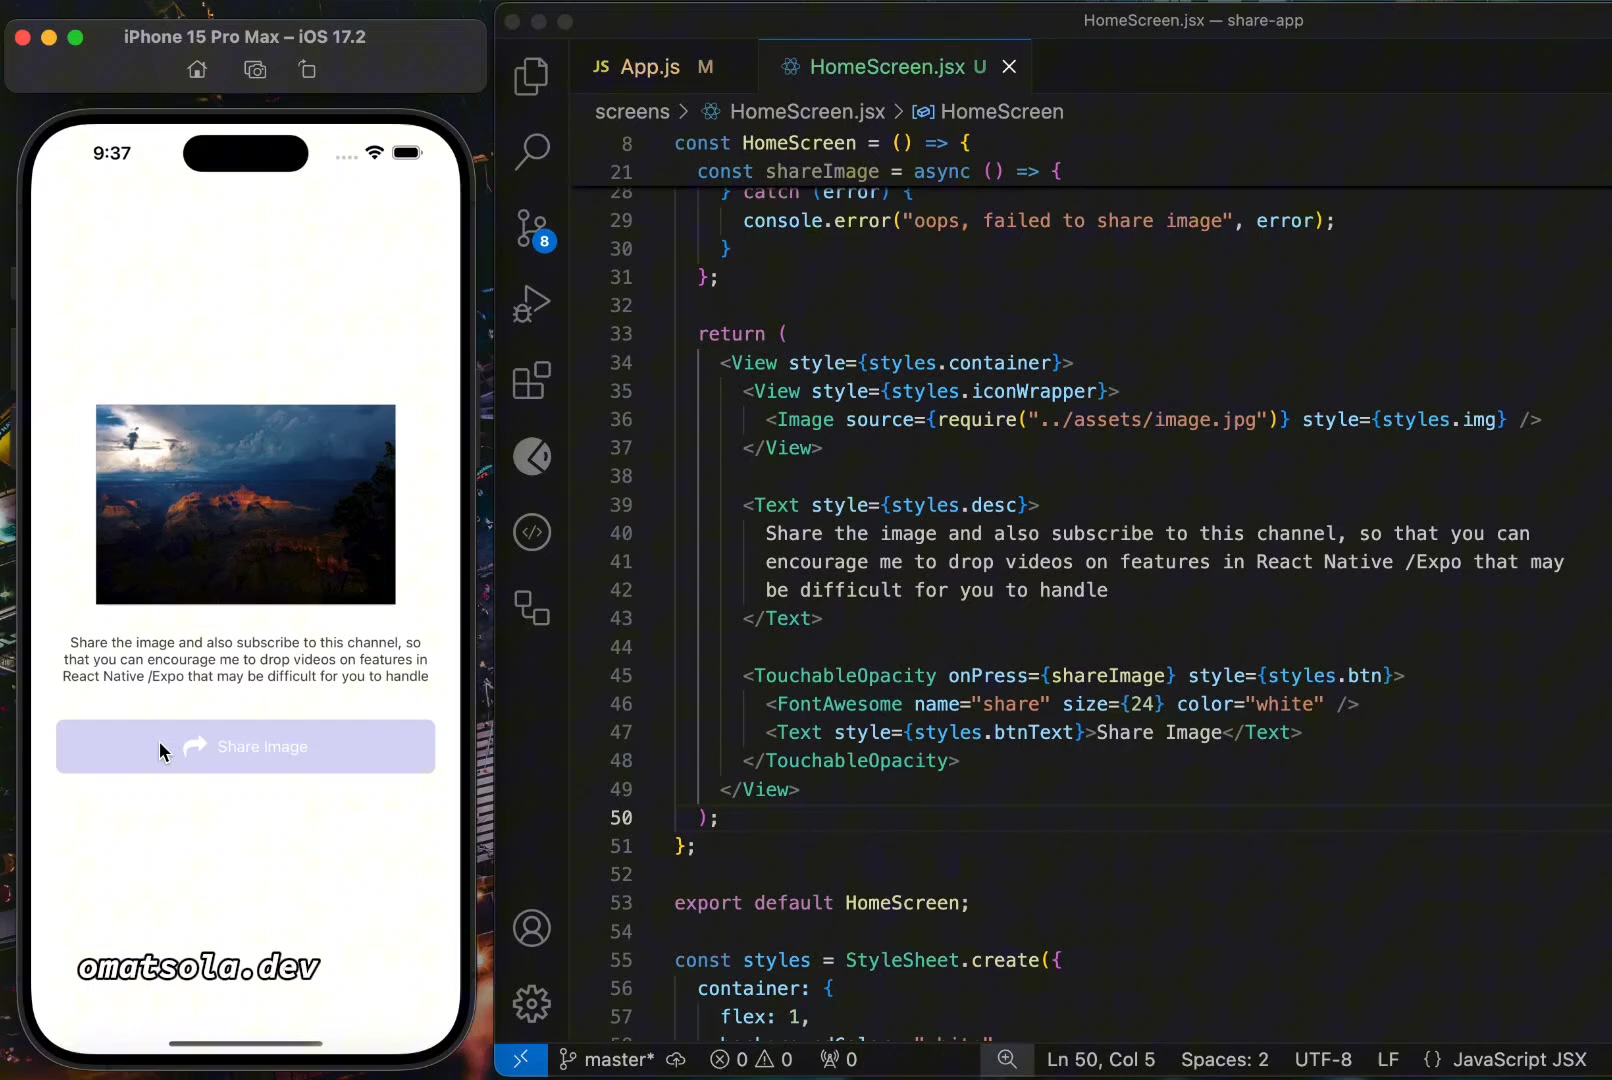 iPhone 15 Pro Max – iOS 17.2
9:37
Share the image and also subscribe to this channel, so
that you can encourage me to drop videos on features in
React Native /Expo that may be difficult for you to handle
Share Image
omatsola.dev
HomeScreen.jsx — share-app
JS App.js M
HomeScreen.jsx U
screens > HomeScreen.jsx > HomeScreen
8
8 const HomeScreen = () => {
21 const shareImage = async () => {
28 } catch (error) {
29 console.error("oops, failed to share image", error);
30 }
31 };
32
33 return (
34 <View style={styles.container}>
35 <View style={styles.iconWrapper}>
36 <Image source={require("../assets/image.jpg")} style={styles.img} />
37 </View>
38
39 <Text style={styles.desc}>
40 Share the image and also subscribe to this channel, so that you can
41 encourage me to drop videos on features in React Native /Expo that may
42 be difficult for you to handle
43 </Text>
44
45 <TouchableOpacity onPress={shareImage} style={styles.btn}>
46 <FontAwesome name="share" size={24} color="white" />
47 <Text style={styles.btnText}>Share Image</Text>
48 </TouchableOpacity>
49 </View>
50 );
51 };
52
53 export default HomeScreen;
54
55 const styles = StyleSheet.create({
56 container: {
57 flex: 1,
master* 0 0 0 Ln 50, Col 5 Spaces: 2 UTF-8 LF {} JavaScript JSX